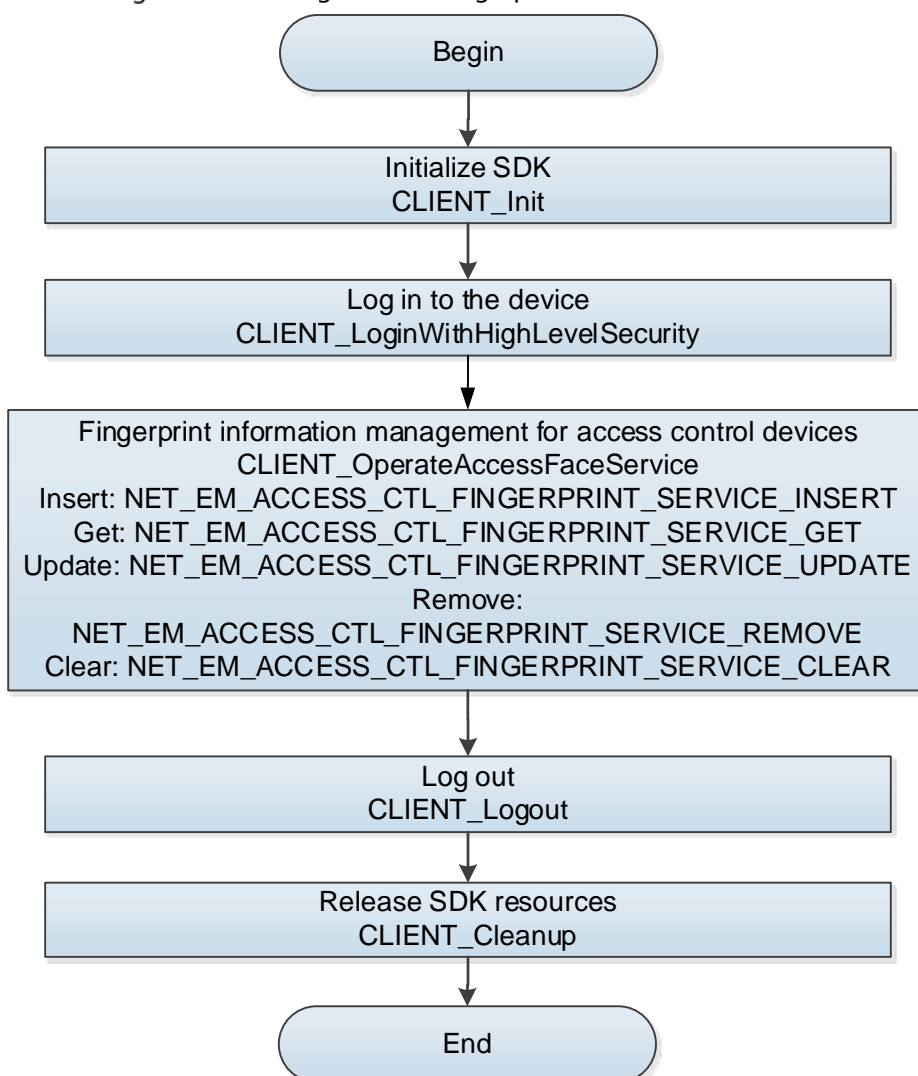 Begin
Initialize SDK
CLIENT_Init
Log in to the device
CLIENT_LoginWithHighLevelSecurity
Fingerprint information management for access control devices
CLIENT_OperateAccessFaceService
Insert: NET_EM_ACCESS_CTL_FINGERPRINT_SERVICE_INSERT
Get: NET_EM_ACCESS_CTL_FINGERPRINT_SERVICE_GET
Update: NET_EM_ACCESS_CTL_FINGERPRINT_SERVICE_UPDATE
Remove:
NET_EM_ACCESS_CTL_FINGERPRINT_SERVICE_REMOVE
Clear: NET_EM_ACCESS_CTL_FINGERPRINT_SERVICE_CLEAR
Log out
CLIENT_Logout
Release SDK resources
CLIENT_Cleanup
End